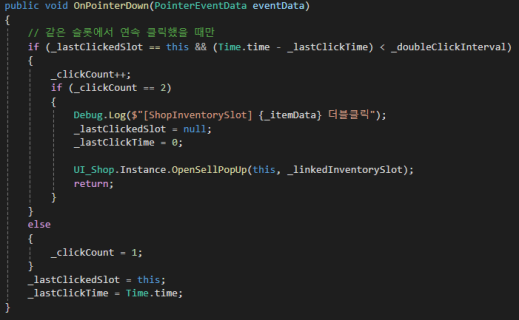 public void OnPointerDown(PointerEventData eventData)
{
// 같은 슬롯에서 연속 클릭했을 때만
if (_lastClickedSlot == this && (Time.time - _lastClickTime) < _doubleClickInterval)
{
_clickCount++;
if (_clickCount == 2)
{
Debug.Log($"[ShopInventorySlot] {_itemData} 더블클릭");
_lastClickedSlot = null;
_lastClickTime = 0;
UI_Shop.Instance.OpenSellPopUp(this, _linkedInventorySlot);
return;
}
}
else
{
_clickCount = 1;
}
_lastClickedSlot = this;
_lastClickTime = Time.time;
}